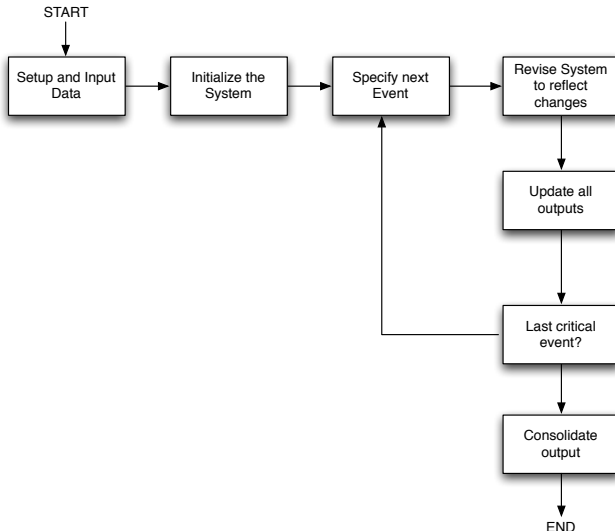 START
Setup and Input
Data
Initialize the
System
Specify next
Event
Revise System
to reflect
changes
Update all
outputs
Last critical
event?
Consolidate
output
END